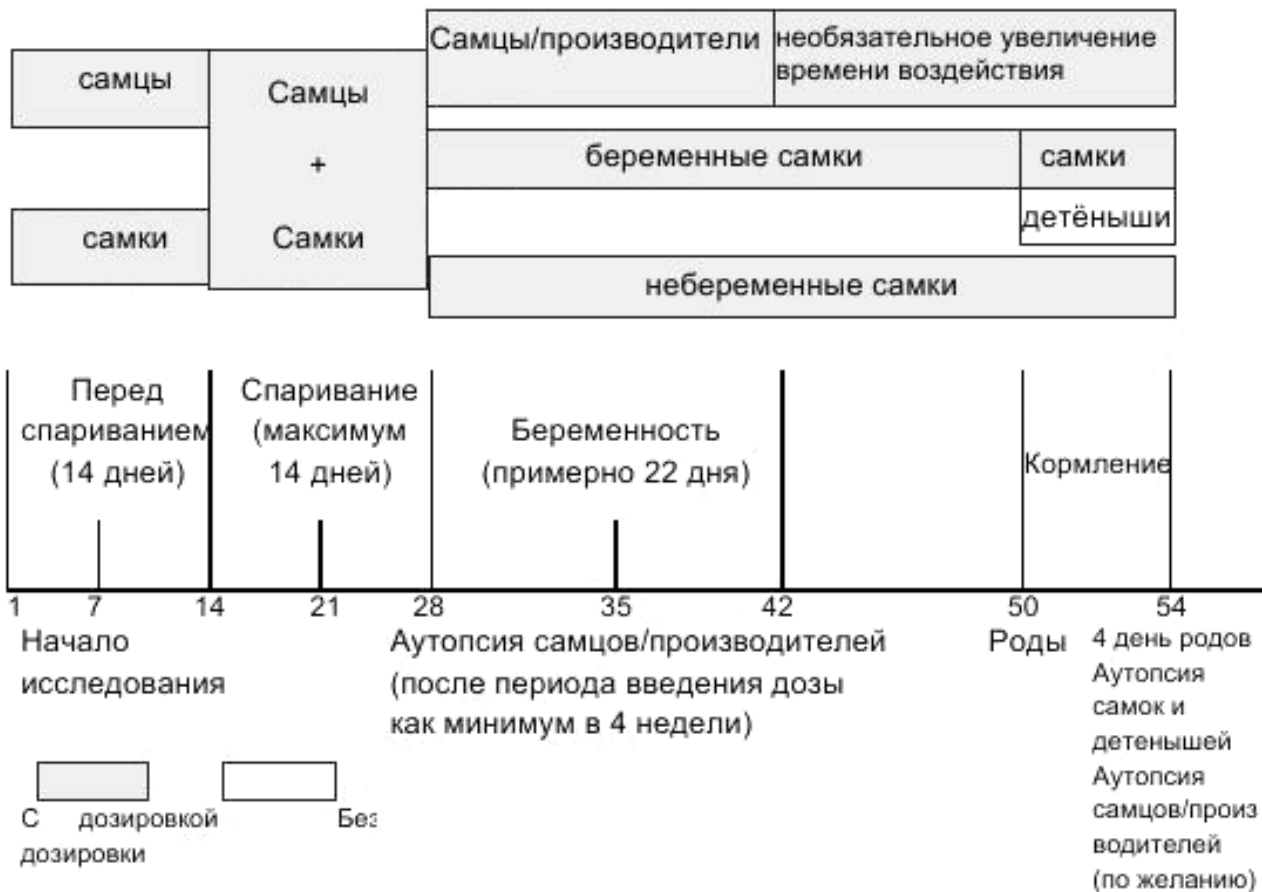 самцы
Самцы
+
Самки
самки
Самцы/производители
необязательное увеличение
времени воздействия
беременные самки
самки
детёныши
небеременные самки
Перед
спариванием
(14 дней)
Спаривание
(максимум
14 дней)
Беременность
(примерно 22 дня)
Кормление
1 7 14 21 28 35 42 50 54
Начало
исследования
Аутопсия самцов/производителей
(после периода введения дозы
как минимум в 4 недели)
Роды
4 день родов
Аутопсия
самок и
детенышей
Аутопсия
самцов/произ
водителей
(по желанию)
С дозировкой Без
дозировки